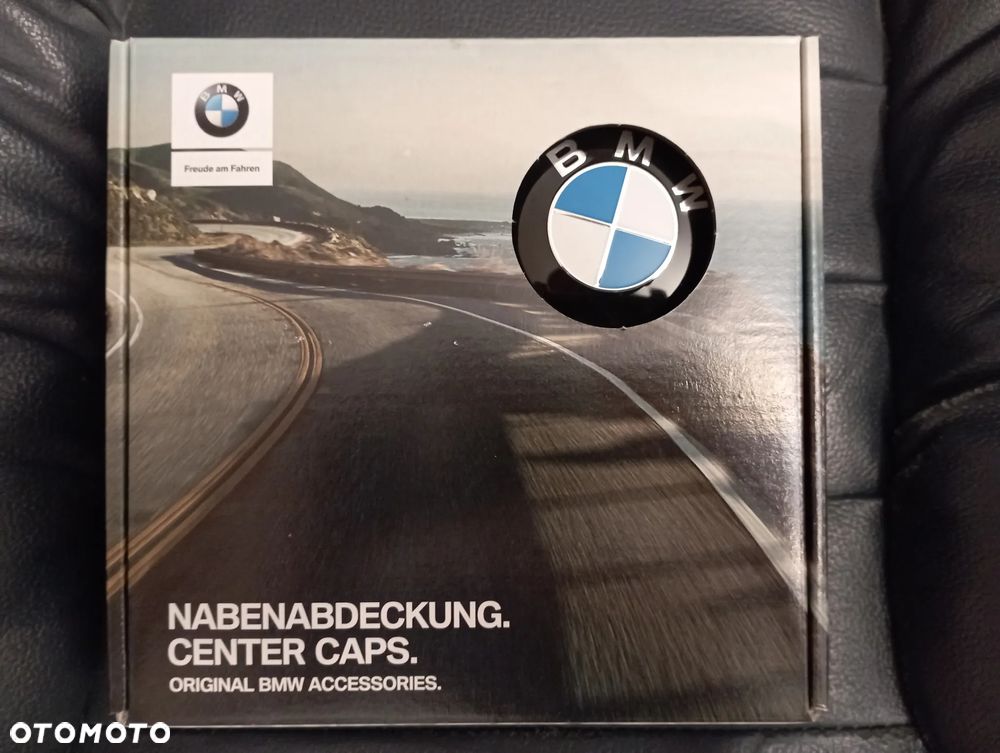 BMW
Freude am Fahren
BMW
NABENABDECKUNG.
CENTER CAPS.
ORIGINAL BMW ACCESSORIES.
OTOMOTO